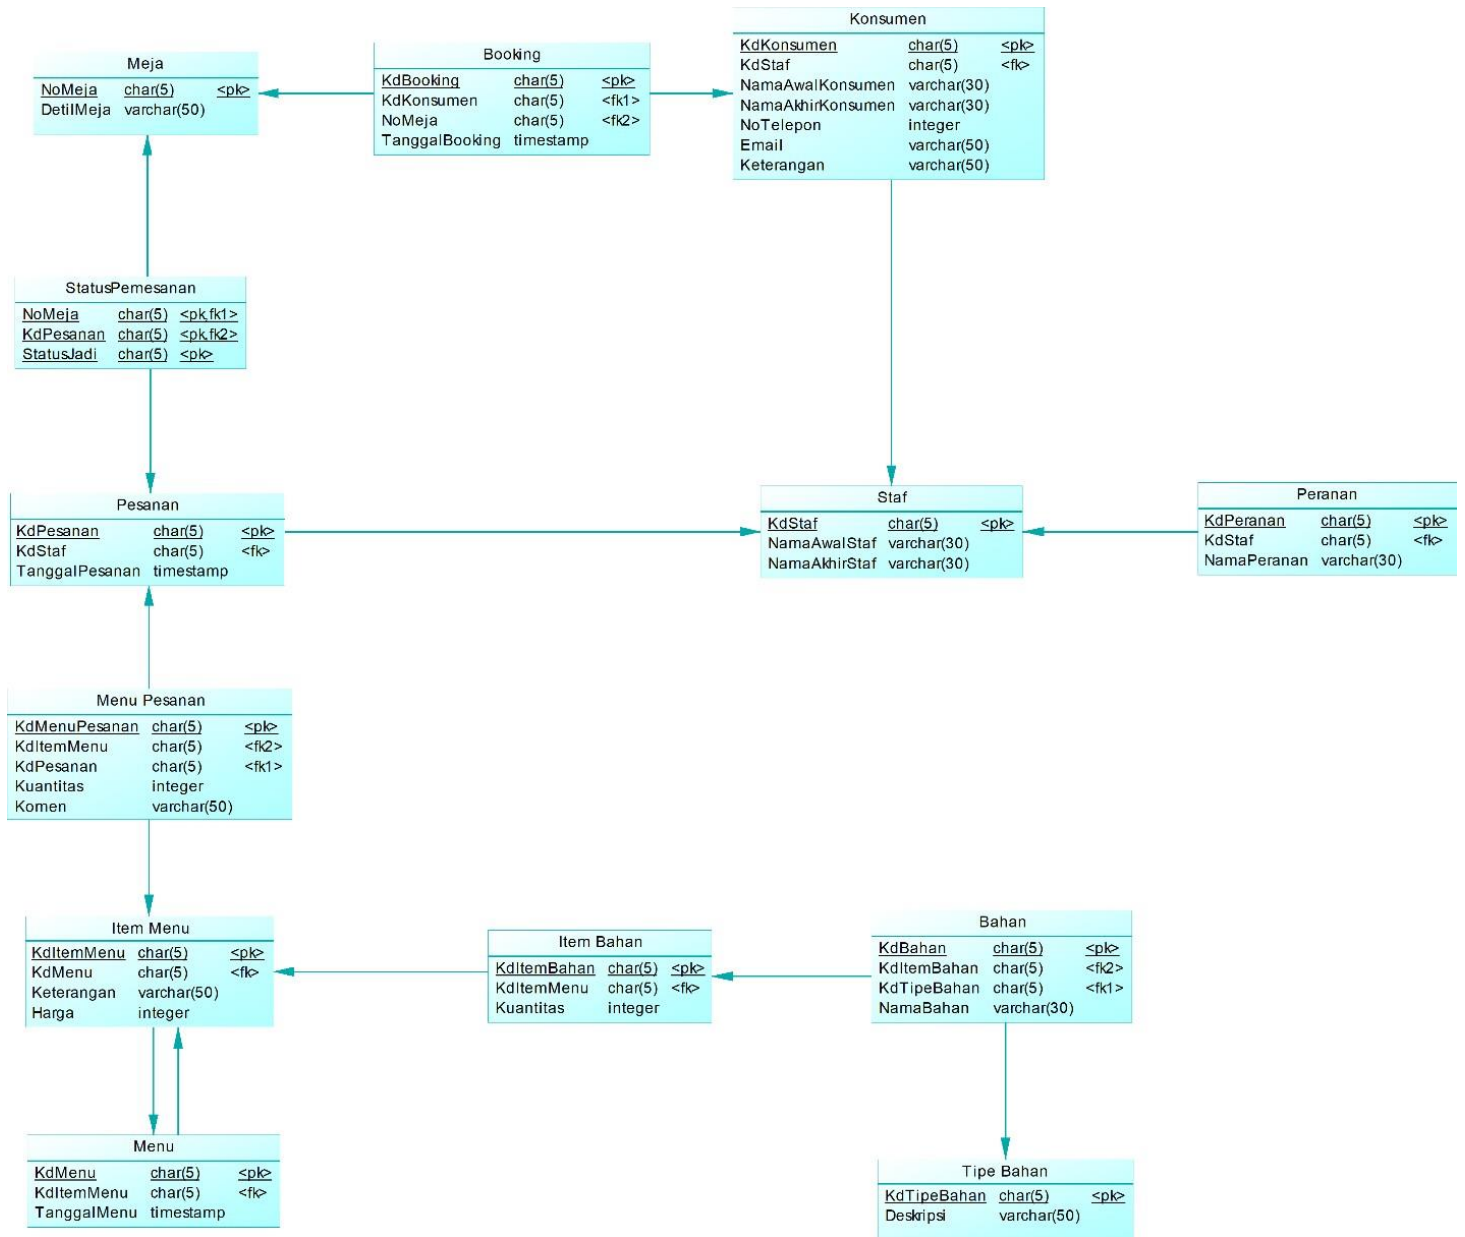 Meja
NoMeja char(5) <pk>
DetilMeja varchar(50)
Booking
KdBooking char(5) <pk>
KdKonsumen char(5) <fk1>
NoMeja char(5) <fk2>
TanggalBooking timestamp
Konsumen
KdKonsumen char(5) <pk>
KdStaf char(5) <fk>
NamaAwalKonsumen varchar(30)
NamaAkhirKonsumen varchar(30)
NoTelepon integer
Email varchar(50)
Keterangan varchar(50)
StatusPemesanan
NoMeja char(5) <pk,fk1>
KdPesanan char(5) <pk,fk2>
StatusJadi char(5) <pk>
Pesanan
KdPesanan char(5) <pk>
KdStaf char(5) <fk>
TanggalPesanan timestamp
Staf
KdStaf char(5) <pk>
NamaAwalStaf varchar(30)
NamaAkhirStaf varchar(30)
Peranan
KdPeranan char(5) <pk>
KdStaf char(5) <fk>
NamaPeranan varchar(30)
Menu Pesanan
KdMenuPesanan char(5) <pk>
KdItemMenu char(5) <fk2>
KdPesanan char(5) <fk1>
Kuantitas integer
Komen varchar(50)
Item Menu
KdItemMenu char(5) <pk>
KdMenu char(5) <fk>
Keterangan varchar(50)
Harga integer
Item Bahan
KdItemBahan char(5) <pk>
KdItemMenu char(5) <fk>
Kuantitas integer
Bahan
KdBahan char(5) <pk>
KdItemBahan char(5) <fk2>
KdTipeBahan char(5) <fk1>
NamaBahan varchar(30)
Menu
KdMenu char(5) <pk>
KdItemMenu char(5) <fk>
TanggalMenu timestamp
Tipe Bahan
KdTipeBahan char(5) <pk>
Deskripsi varchar(50)